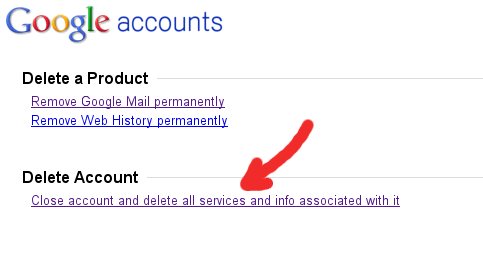 Google accounts
Delete a Product
Remove Google Mail permanently
Remove Web History permanently
Delete Account
Close account and delete all services and info associated with it